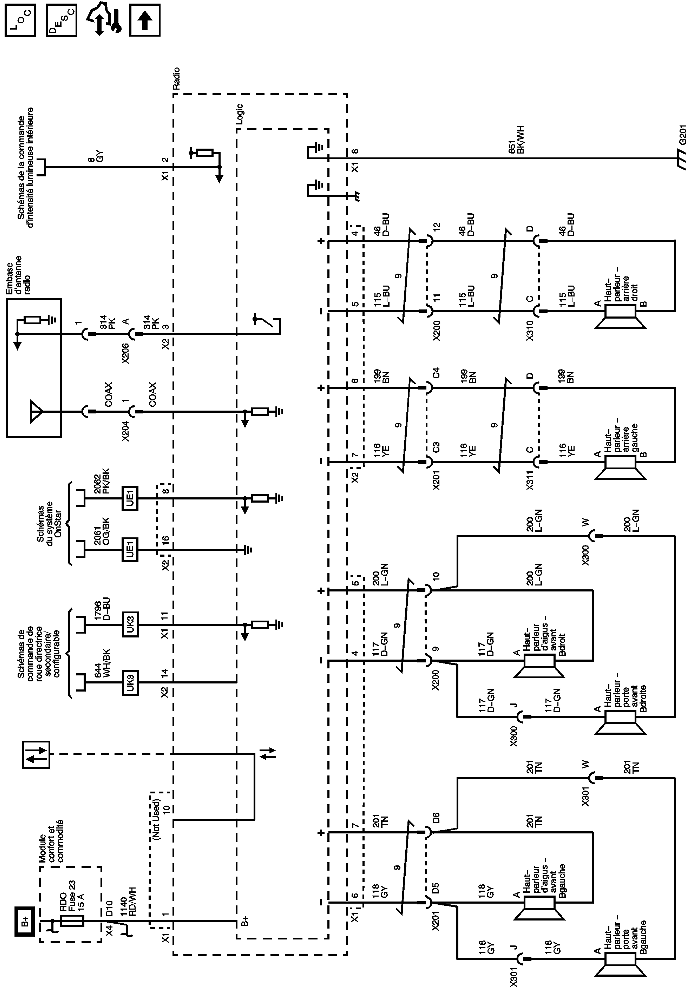 LOC
DESC
Radio
Logic
Schémas de la commande
d'intensité lumineuse intérieure
8
GY
2
X1
Embase
d'antenne
radio
1
314
PK
A
X206
314
PK
3
X2
COAX
1
X204
COAX
Schémas
du système
OnStar
2062
PK/BK
UE1
8
2061
OG/BK
UE1
16
X2
Schémas de
commande de
roue directrice
secondaire/
configurable
1796
D-BU
UK3
11
X1
644
WH/BK
UK3
14
X2
(Not Used)
10
Module
confort et
commodité
B+
RDO
Fuse 23
15 A
D10
X4
1140
RD/WH
1
X1
B+
8
X1
651
BK/WH
G201
+
4
46
D-BU
12
46
D-BU
D
46
D-BU
9
9
-
5
115
L-BU
11
X200
115
L-BU
C
X310
115
L-BU
A
Haut-
parleur -
arrière
droit
B
+
199
BN
C4
199
BN
D
199
BN
9
9
-
7
X2
116
YE
C3
X201
116
YE
C
X311
116
YE
A
Haut-
parleur -
arrière
gauche
B
+
5
200
L-GN
10
200
L-GN
W
X300
200
L-GN
9
-
4
117
D-GN
9
X200
117
D-GN
A
Haut-
parleur
d'aigus -
avant
Bdroit
117
D-GN
J
X300
117
D-GN
A
Haut-
parleur -
porte
avant
Bdroite
+
7
201
TN
D6
201
TN
W
X301
201
TN
9
-
6
X1
118
GY
D5
X201
118
GY
A
Haut-
parleur
d'aigus -
avant
Bgauche
118
GY
J
X301
118
GY
A
Haut-
parleur -
porte
avant
Bgauche